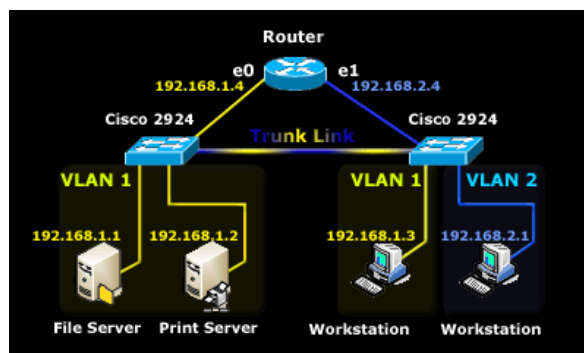 Router
e0 e1
192.168.1.4 192.168.2.4
Cisco 2924 Cisco 2924
Trunk Link
VLAN 1 VLAN 1 VLAN 2
192.168.1.1 192.168.1.2 192.168.1.3 192.168.2.1
File Server Print Server Workstation Workstation